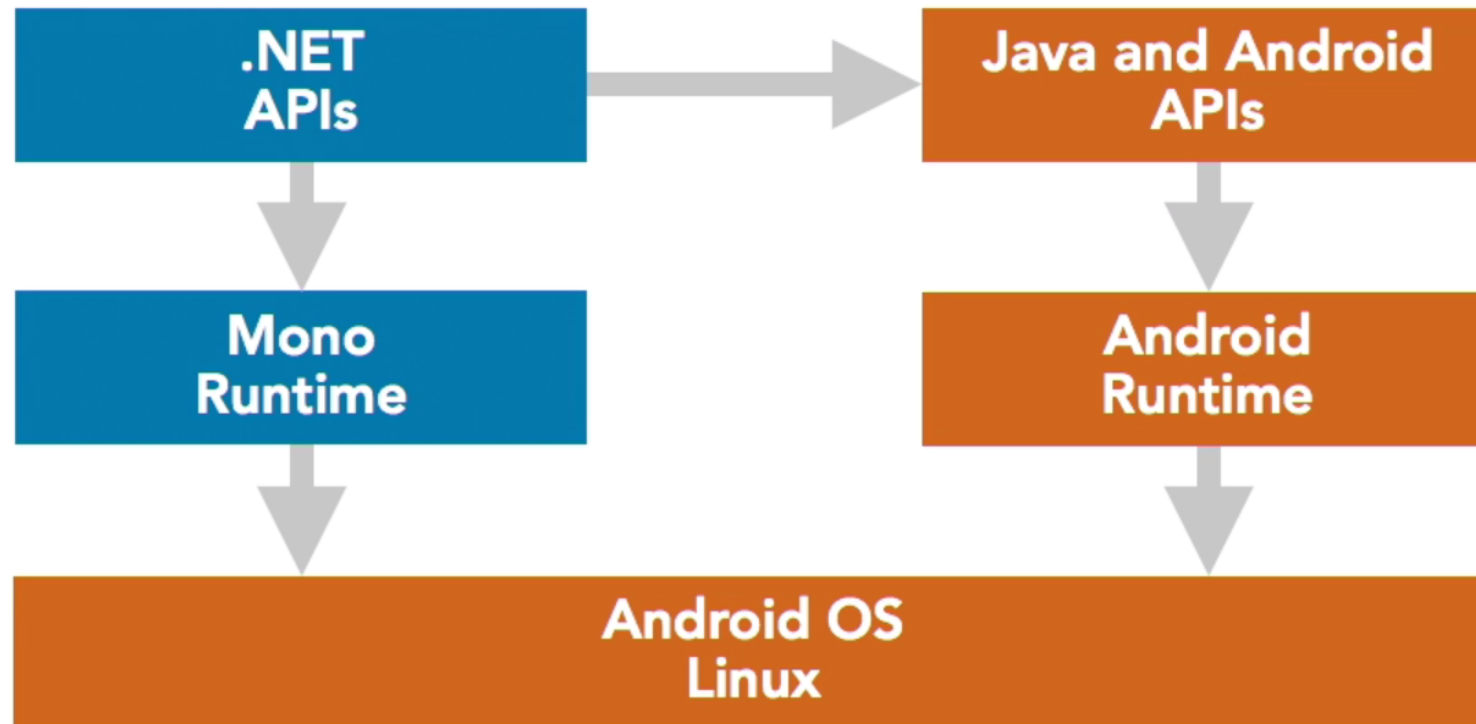 .NET
APIs
Java and Android
APIs
Mono
Runtime
Android
Runtime
Android OS
Linux